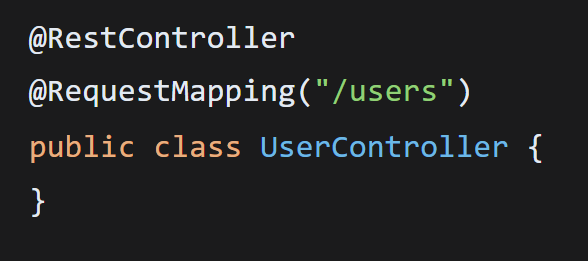 @RestController
@RequestMapping("/users")
public class UserController {
}